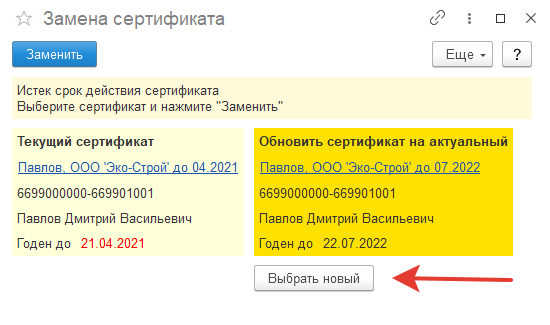 Замена сертификата
Заменить
Еще
?
Истек срок действия сертификата
Выберите сертификат и нажмите "Заменить"
Текущий сертификат
Павлов, ООО 'Эко-Строй' до 04.2021
6699000000-669901001
Павлов Дмитрий Васильевич
Годен до 21.04.2021
Обновить сертификат на актуальный
Павлов, ООО 'Эко-Строй' до 07.2022
6699000000-669901001
Павлов Дмитрий Васильевич
Годен до 22.07.2022
Выбрать новый